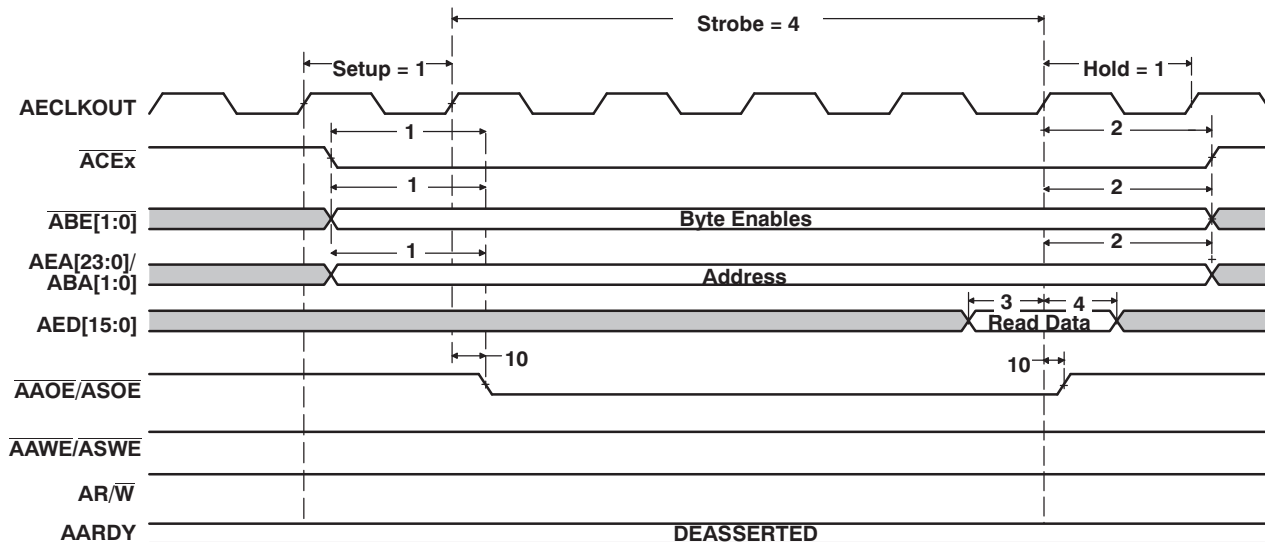 Strobe = 4
Setup = 1
Hold = 1
AECLKOUT
1
2
ACEx
1
2
ABE[1:0]
Byte Enables
1
2
AEA[23:0]/
ABA[1:0]
Address
3
4
AED[15:0]
Read Data
10
10
AAOE/ASOE
AAWE/ASWE
AR/W
AARDY
DEASSERTED